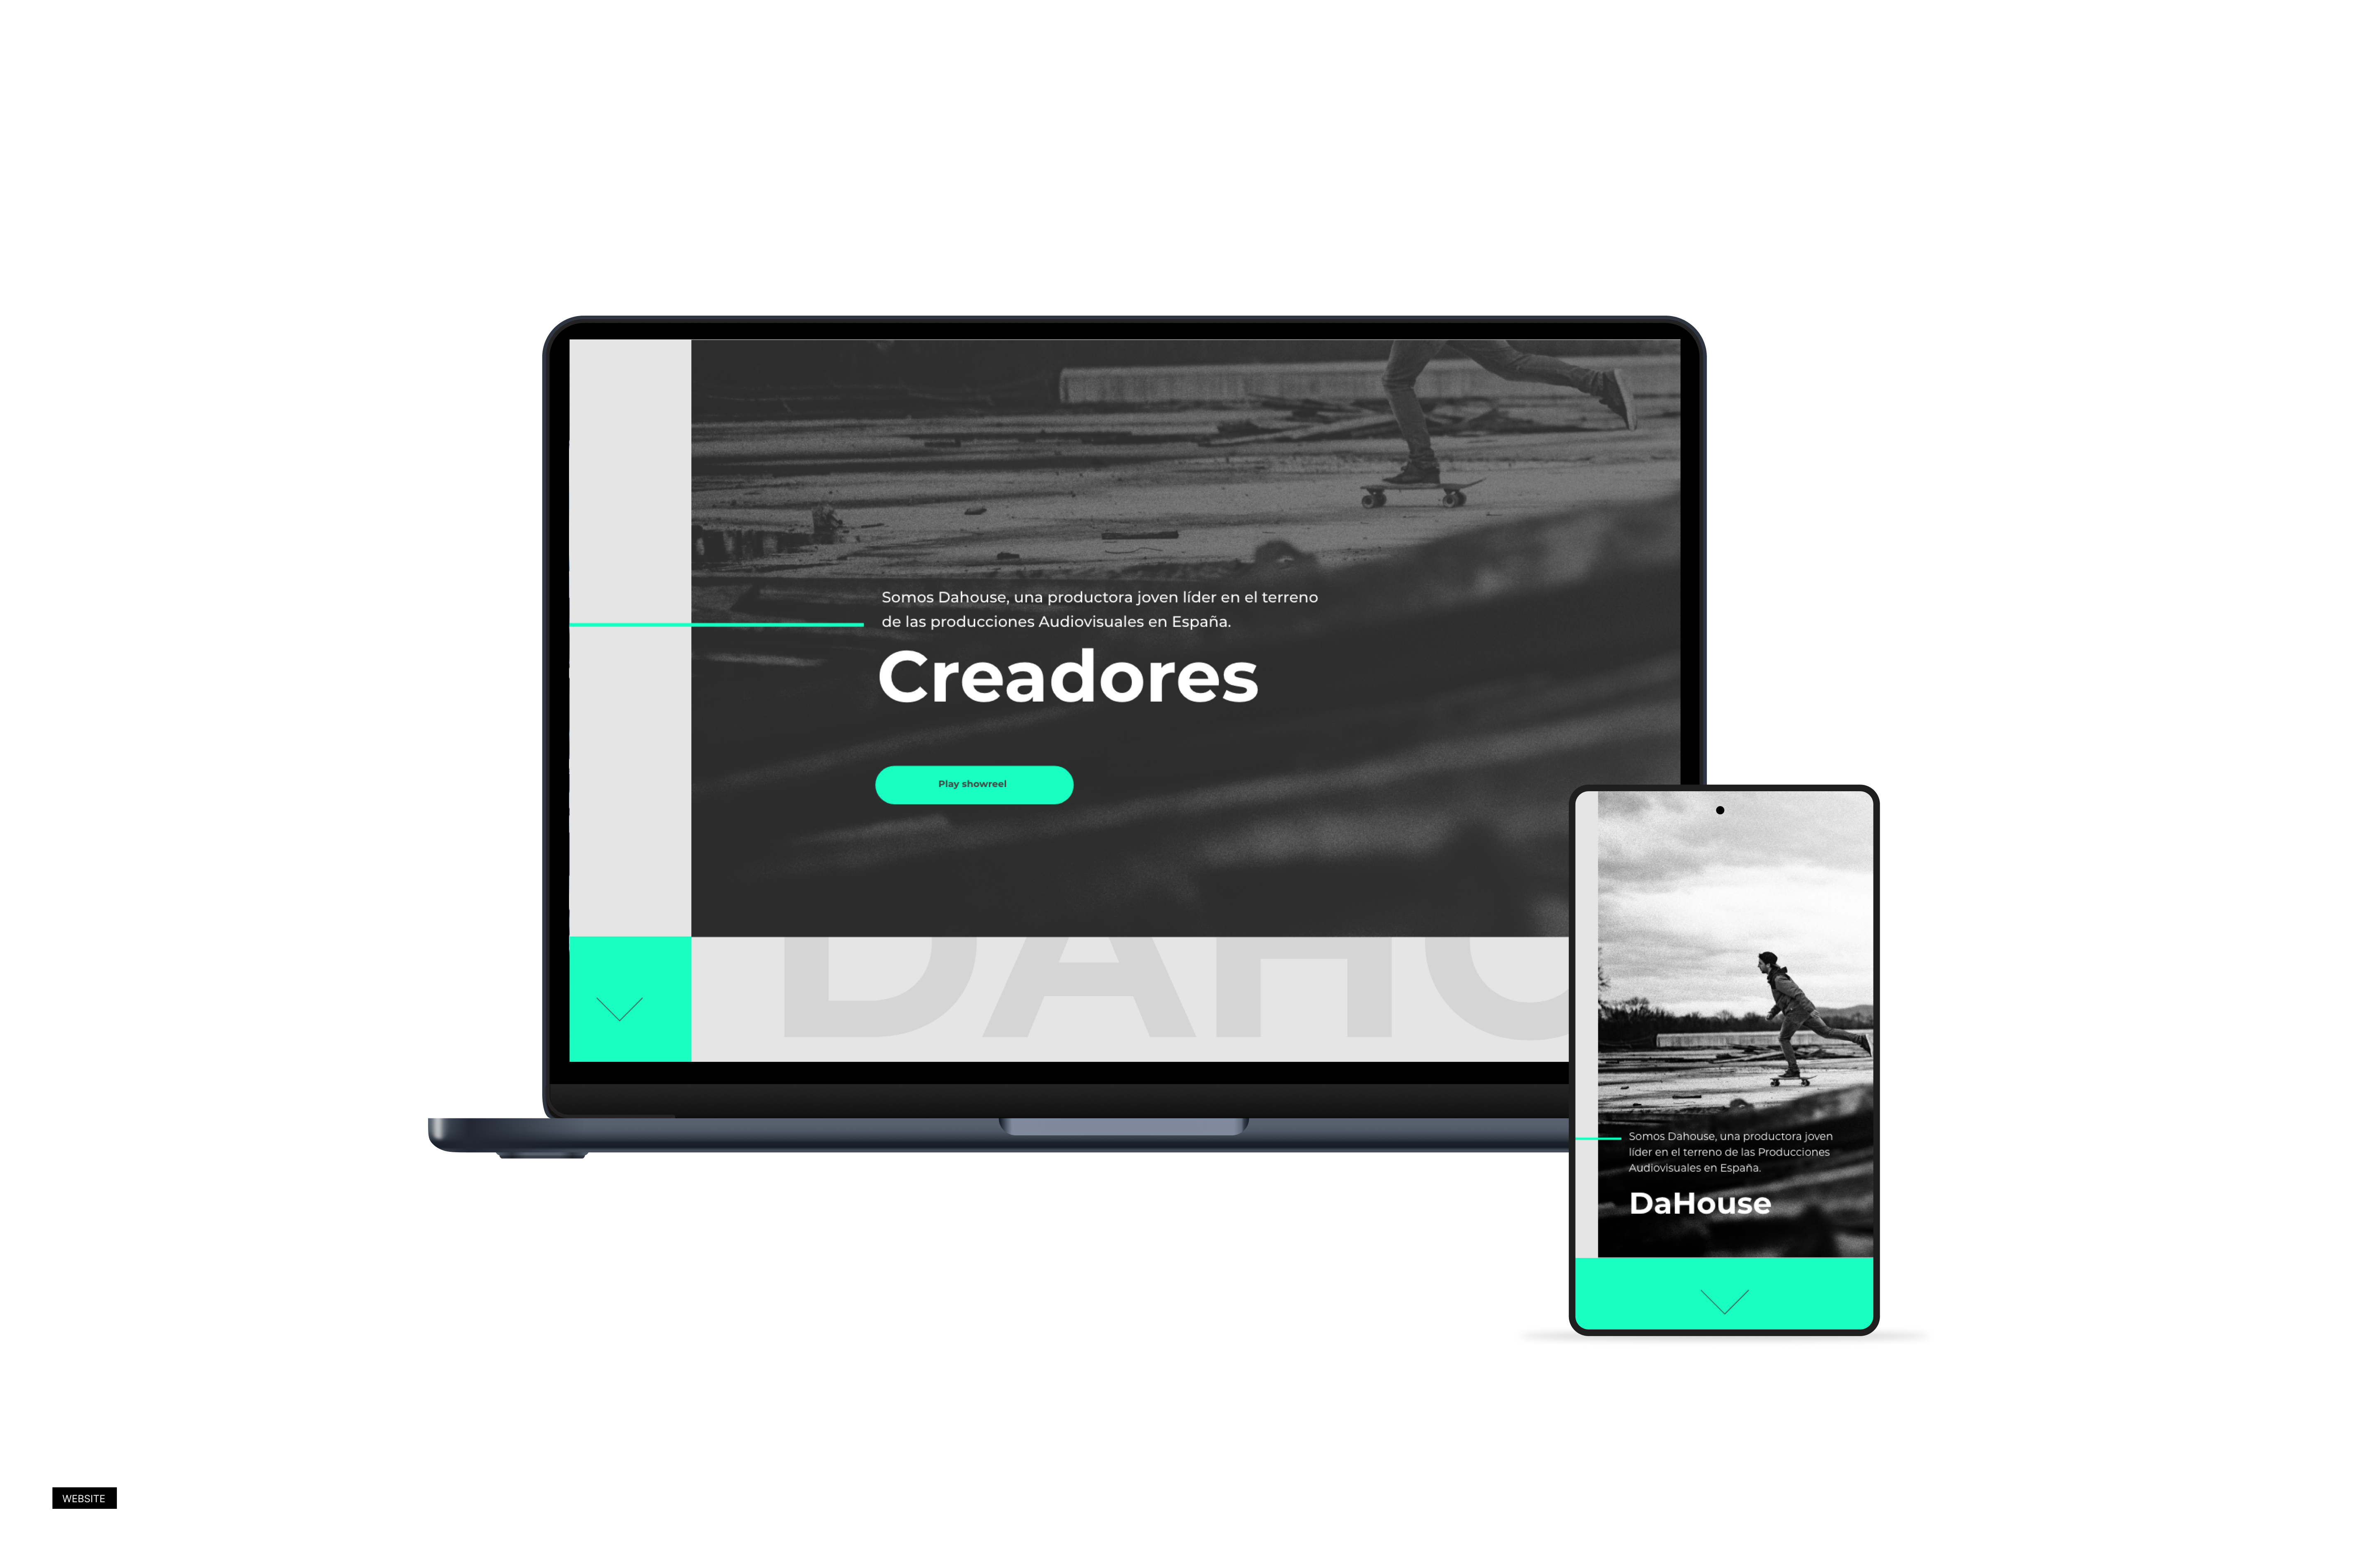 Somos Dahouse, una productora joven líder en el terreno
de las producciones Audiovisuales en España.
Creadores
Play showreel
DAHO
Somos Dahouse, una productora joven
líder en el terreno de las Producciones
Audiovisuales en España.
DaHouse
WEBSITE